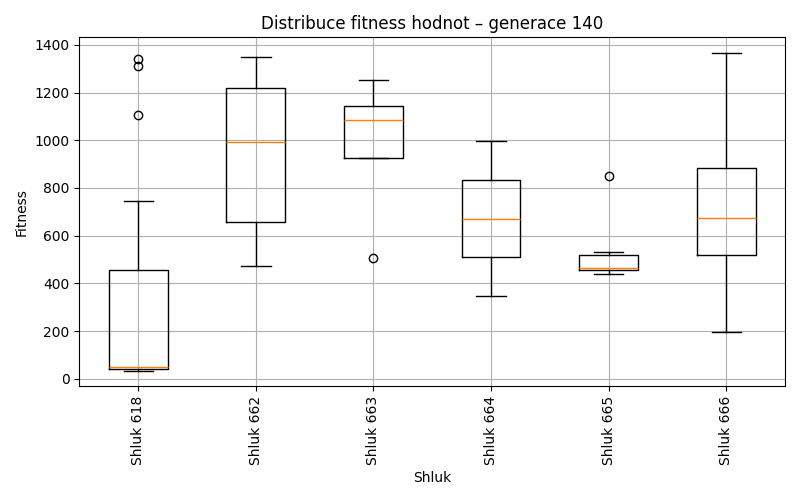 Distribuce fitness hodnot – generace 140
1400
1200
1000
800
600
400
200
0
Fitness
Shluk 618
Shluk 662
Shluk 663
Shluk 664
Shluk 665
Shluk 666
Shluk